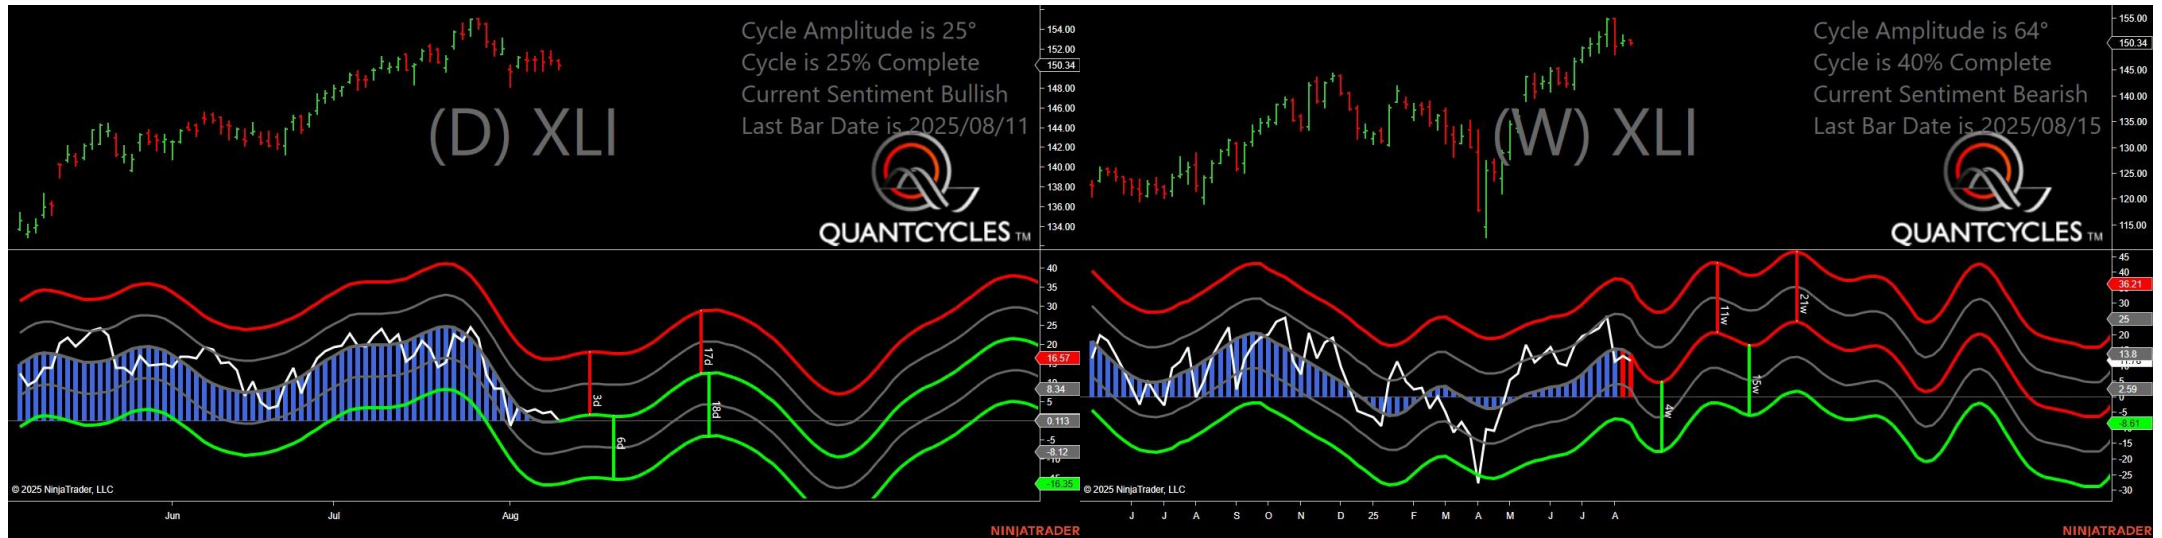 Cycle Amplitude is 25°
Cycle is 25% Complete
Current Sentiment Bullish
Last Bar Date is 2025/08/11
(D) XLI
QUANTCYCLES TM
154.00
152.00
150.34
148.00
146.00
144.00
142.00
140.00
138.00
136.00
134.00
40
35
30
25
20
16.57
8.34
5
0.113
-5
-8.12
-16.35
3d
6d
17d
18d
© 2025 NinjaTrader, LLC
Jun
Jul
Aug
NINJATRADER
Cycle Amplitude is 64°
Cycle is 40% Complete
Current Sentiment Bearish
Last Bar Date is 2025/08/15
(W) XLI
QUANTCYCLES TM
155.00
150.34
145.00
140.00
135.00
130.00
125.00
120.00
115.00
45
40
36.21
30
25
20
13.8
2.59
-5
-8.61
-15
-20
-25
-30
4w
11w
15w
21w
© 2025 NinjaTrader, LLC
J J A S O N D 25 F M A M J J A
NINJATRADER